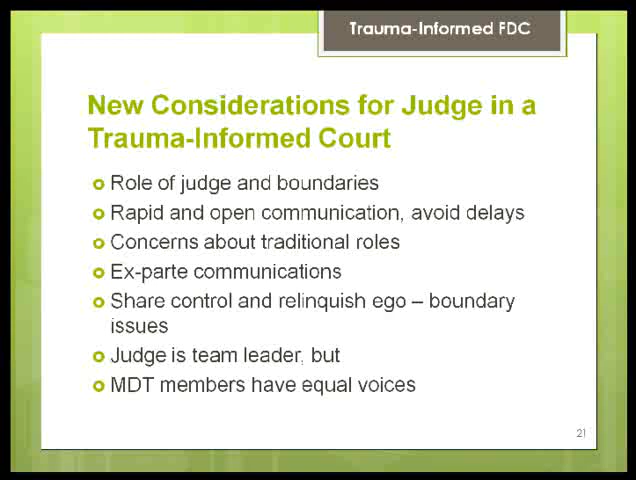 Trauma-Informed FDC
New Considerations for Judge in a
Trauma-Informed Court
Role of judge and boundaries
Rapid and open communication, avoid delays
Concerns about traditional roles
Ex-parte communications
Share control and relinquish ego – boundary
issues
Judge is team leader, but
MDT members have equal voices
21